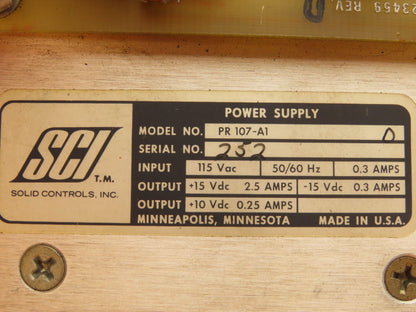 23459 REV.
POWER SUPPLY
MODEL NO. PR 107-A1 0
SERIAL NO. 252
INPUT 115 Vac 50/60 Hz 0.3 AMPS
OUTPUT +15 Vdc 2.5 AMPS -15 Vdc 0.3 AMPS
OUTPUT +10 Vdc 0.25 AMPS
MINNEAPOLIS, MINNESOTA MADE IN U.S.A.
SCI T.M.
SOLID CONTROLS, INC.